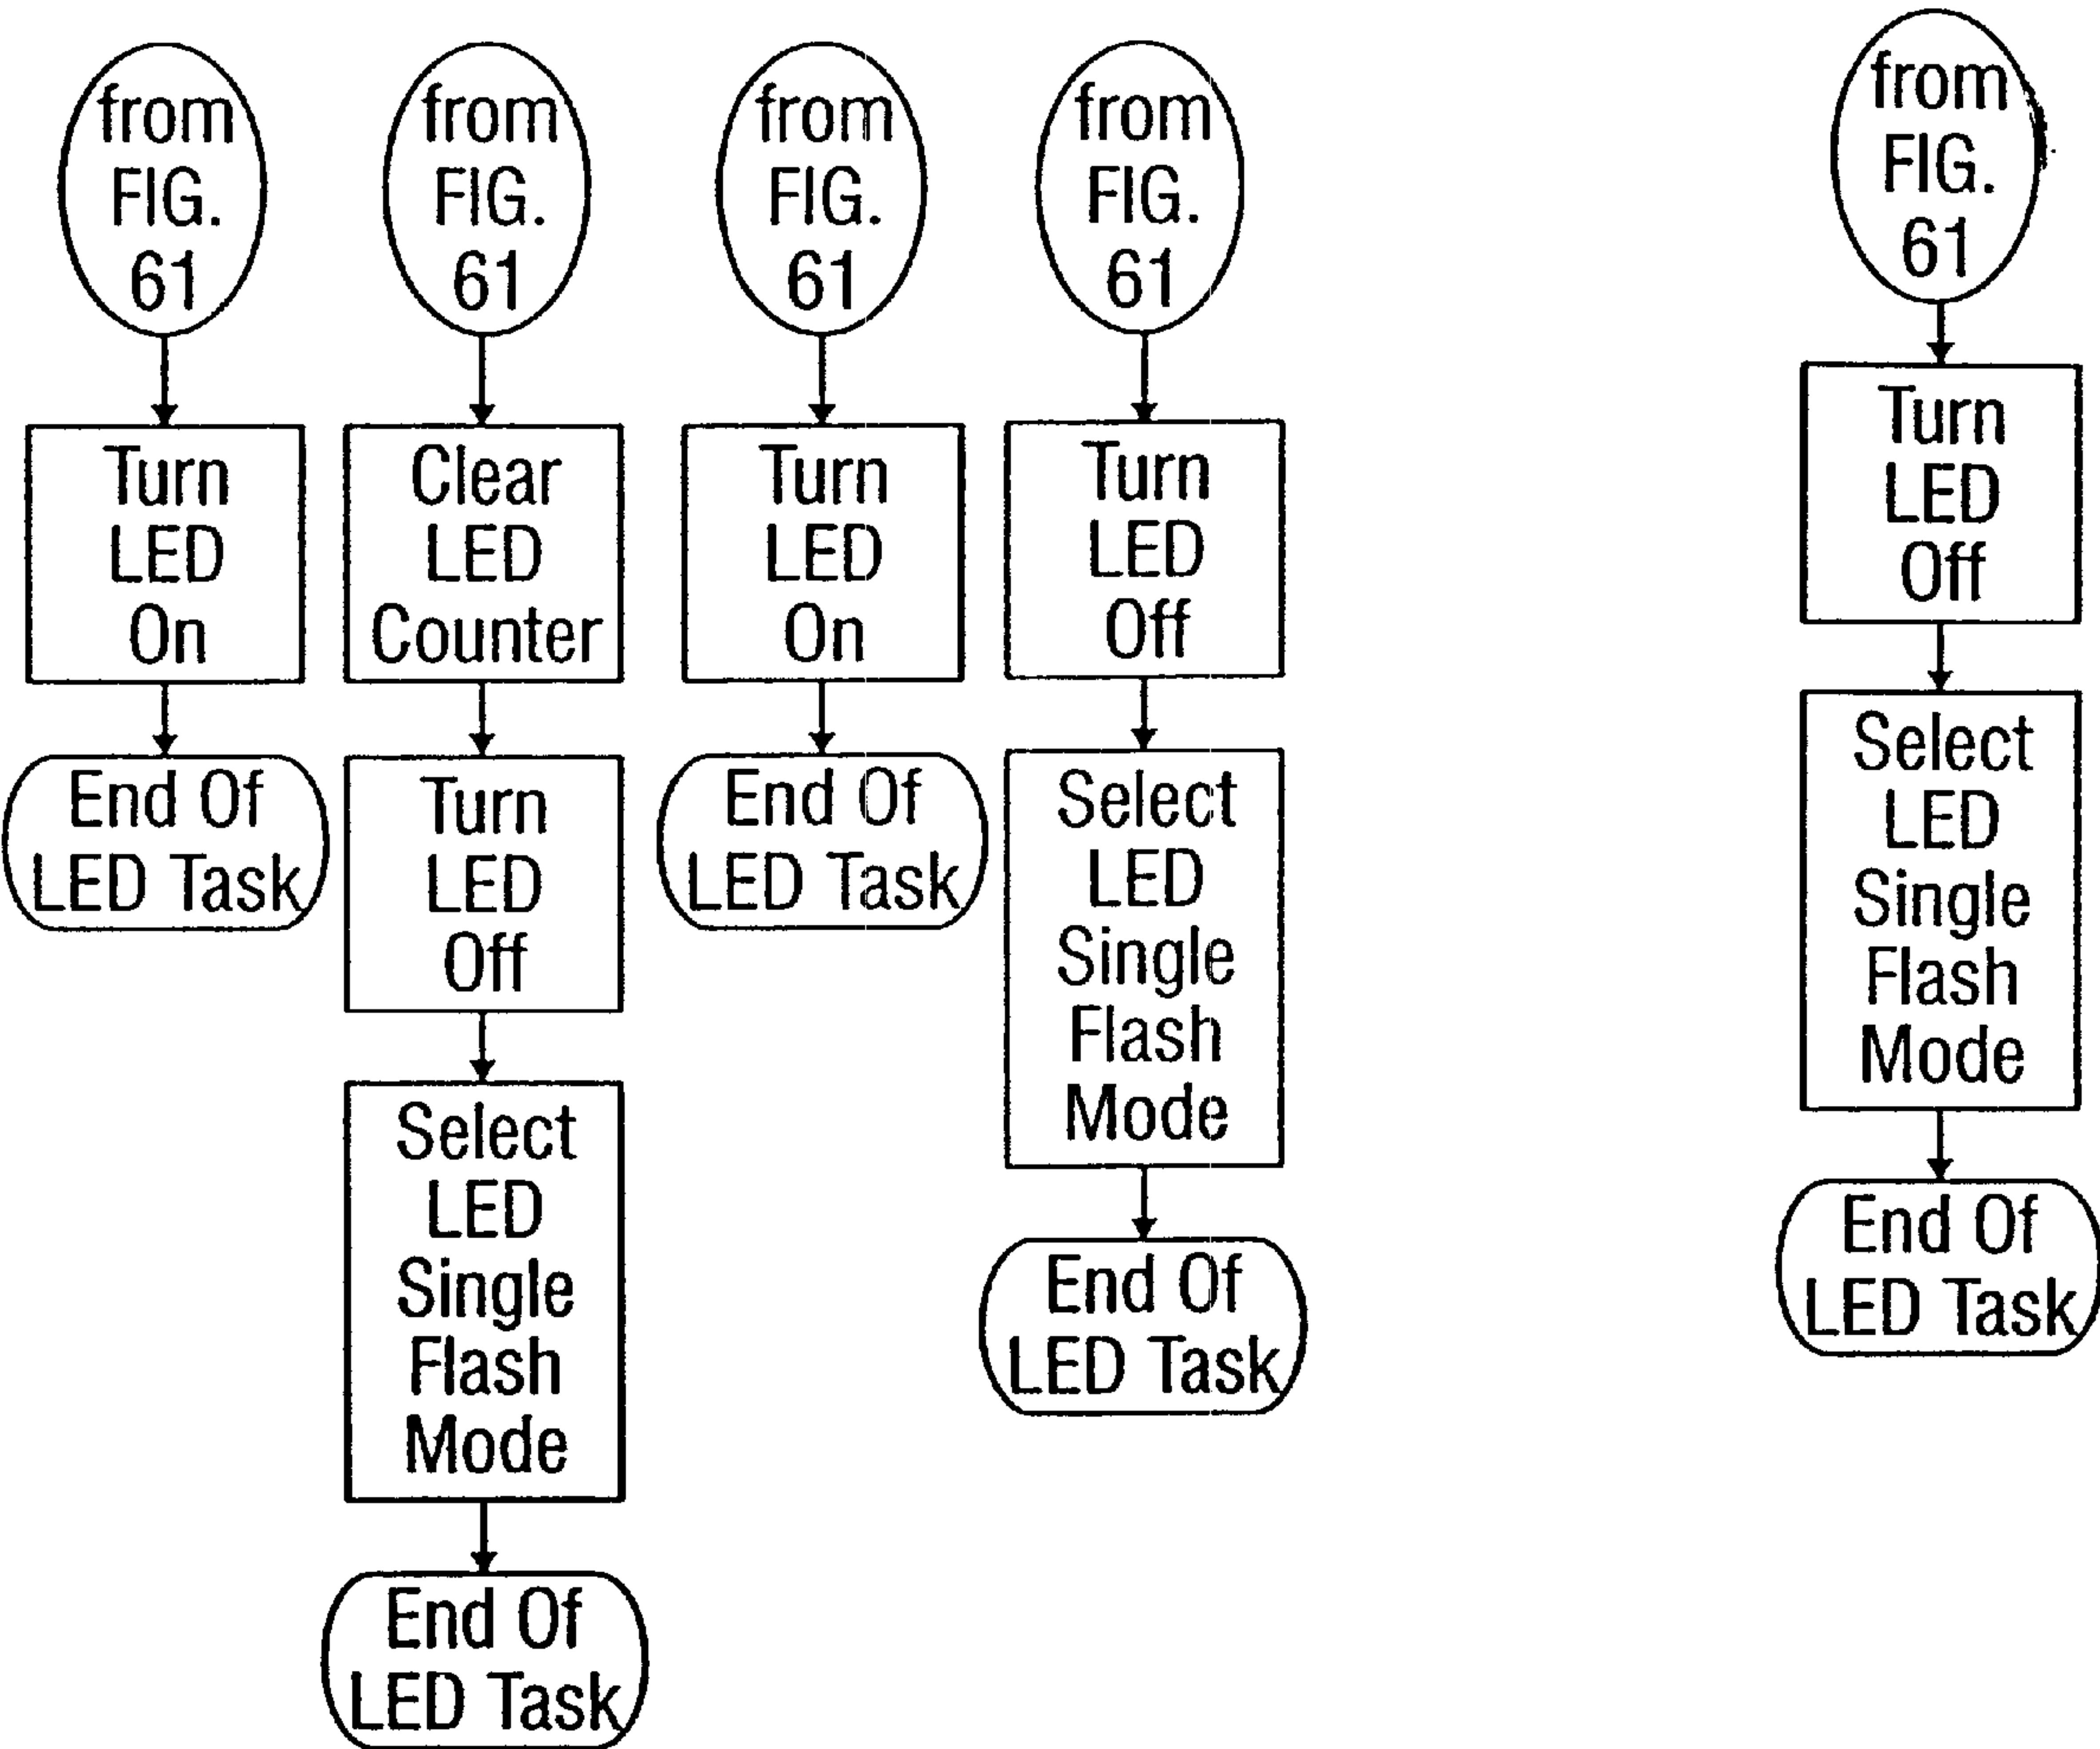 from
FIG.
61
Turn
LED
On
End Of
LED Task
from
FIG.
61
Clear
LED
Counter
Turn
LED
Off
Select
LED
Single
Flash
Mode
End Of
LED Task
from
FIG.
61
Turn
LED
On
End Of
LED Task
from
FIG.
61
Turn
LED
Off
Select
LED
Single
Flash
Mode
End Of
LED Task
from
FIG.
61
Turn
LED
Off
Select
LED
Single
Flash
Mode
End Of
LED Task